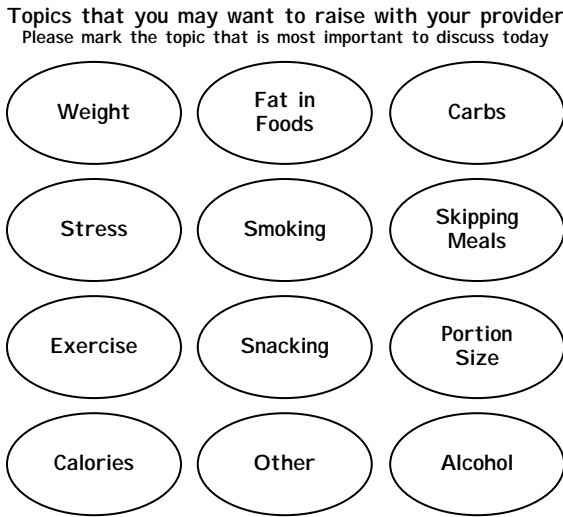 Topics that you may want to raise with your provider
Please mark the topic that is most important to discuss today
Weight
Fat in
Foods
Carbs
Stress
Smoking
Skipping
Meals
Exercise
Snacking
Portion
Size
Calories
Other
Alcohol